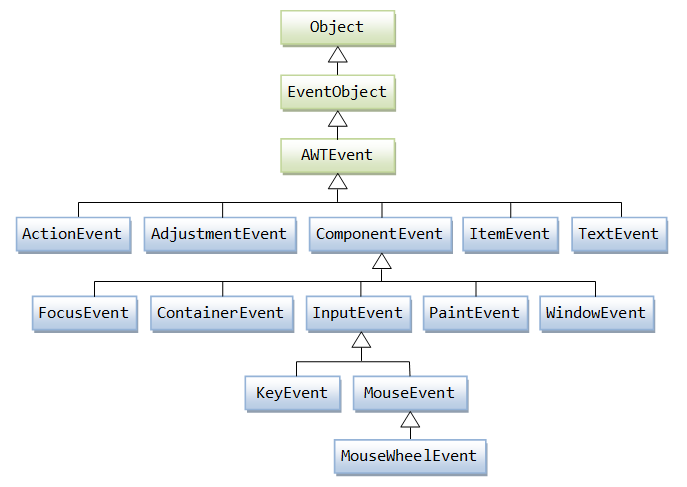 Object
EventObject
AWTEvent
ActionEvent
AdjustmentEvent
ComponentEvent
ItemEvent
TextEvent
FocusEvent
ContainerEvent
InputEvent
PaintEvent
WindowEvent
KeyEvent
MouseEvent
MouseWheelEvent